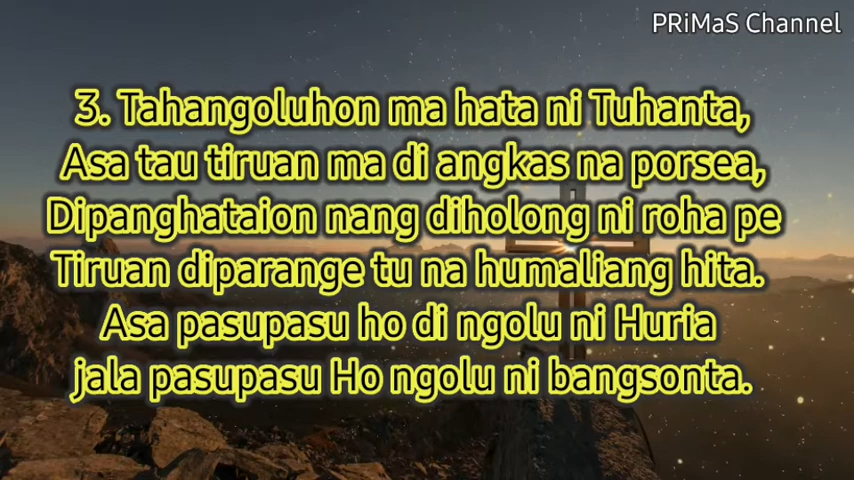 PRiMaS Channel
3. Tahangoluhon ma hata ni Tuhanta,
Asa tau tiruan ma di angkas na porsea,
Dipanghataion nang diholong ni roha pe
Tiruan diparange tu na humaliang hita.
Asa pasupasu ho di ngolu ni Huria
jala pasupasu Ho ngolu ni bangsonta.